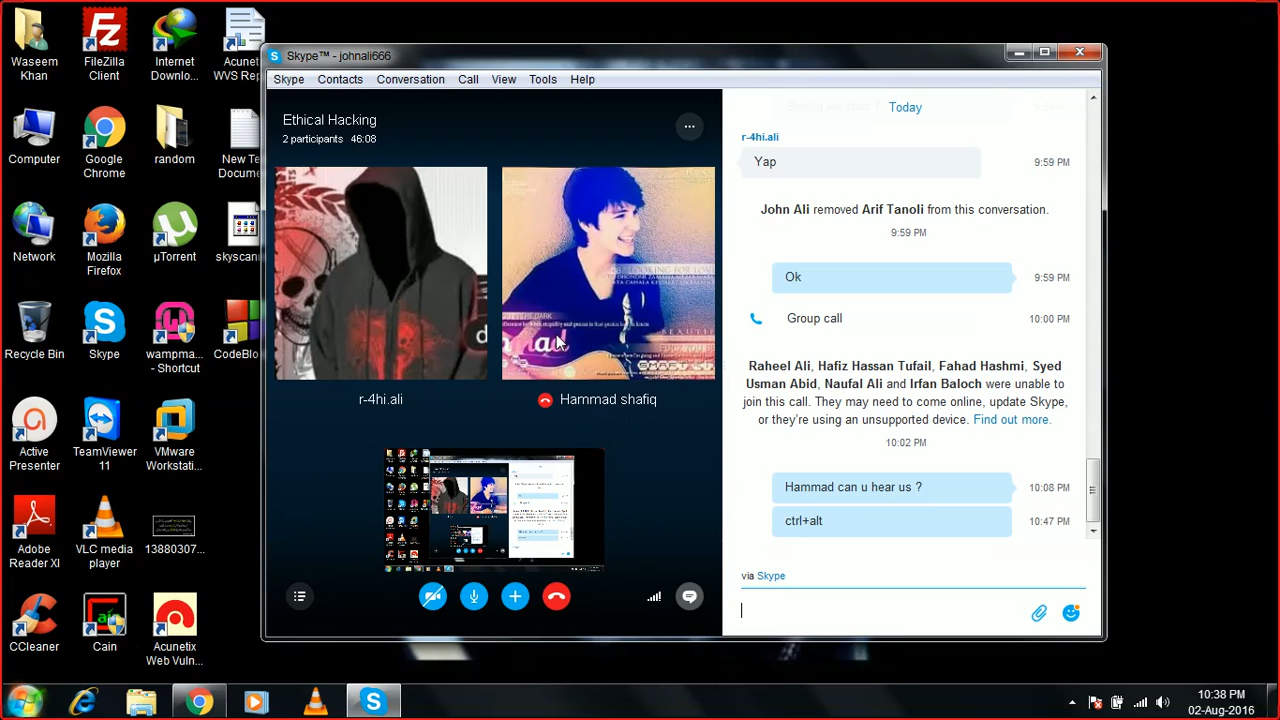 Waseem
Khan
FileZilla
Client
Internet
Downlo...
Acunetix
WVS Rep
Computer
Google
Chrome
random
New Te
Docume
Network
Mozilla
Firefox
µTorrent
skyscann
Recycle Bin
Skype
wampma...
- Shortcut
CodeBlo
Active
Presenter
TeamViewer
11
VMware
Workstati...
Adobe
Reader XI
VLC media
player
13880307...
CCleaner
Cain
Acunetix
Web Vuln...
Skype™ - johnali666
Skype Contacts Conversation Call View Tools Help
Ethical Hacking
2 participants 46:08
r-4hi.ali
Hammad shafiq
Today
r-4hi.ali
Yap 9:59 PM
John Ali removed Arif Tanoli from this conversation.
9:59 PM
Ok 9:59 PM
Group call 10:00 PM
Raheel Ali, Hafiz Hassan Tufail, Fahad Hashmi, Syed
Usman Abid, Naufal Ali and Irfan Baloch were unable to
join this call. They may need to come online, update Skype,
or they're using an unsupported device. Find out more.
10:02 PM
Hammad can u hear us ? 10:08 PM
ctrl+alt 10:47 PM
via Skype
10:38 PM
02-Aug-2016